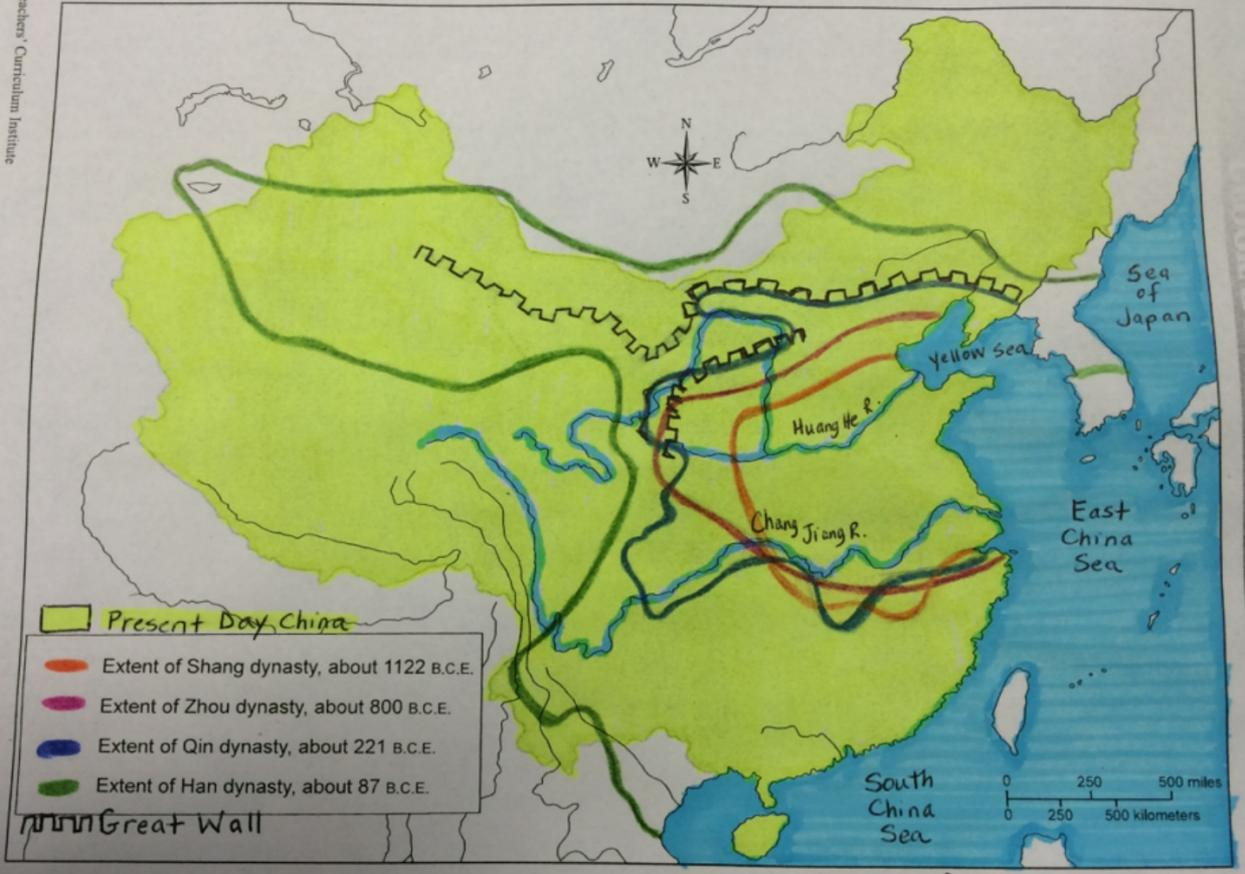 achers' Curriculum Institute
N
W E
S
Sea
of
Japan
Yellow Sea
Huang He R.
Chang Jiang R.
East
China
Sea
Present Day China
Extent of Shang dynasty, about 1122 B.C.E.
Extent of Zhou dynasty, about 800 B.C.E.
Extent of Qin dynasty, about 221 B.C.E.
Extent of Han dynasty, about 87 B.C.E.
Great Wall
South
China
Sea
0 250 500 miles
0 250 500 kilometers